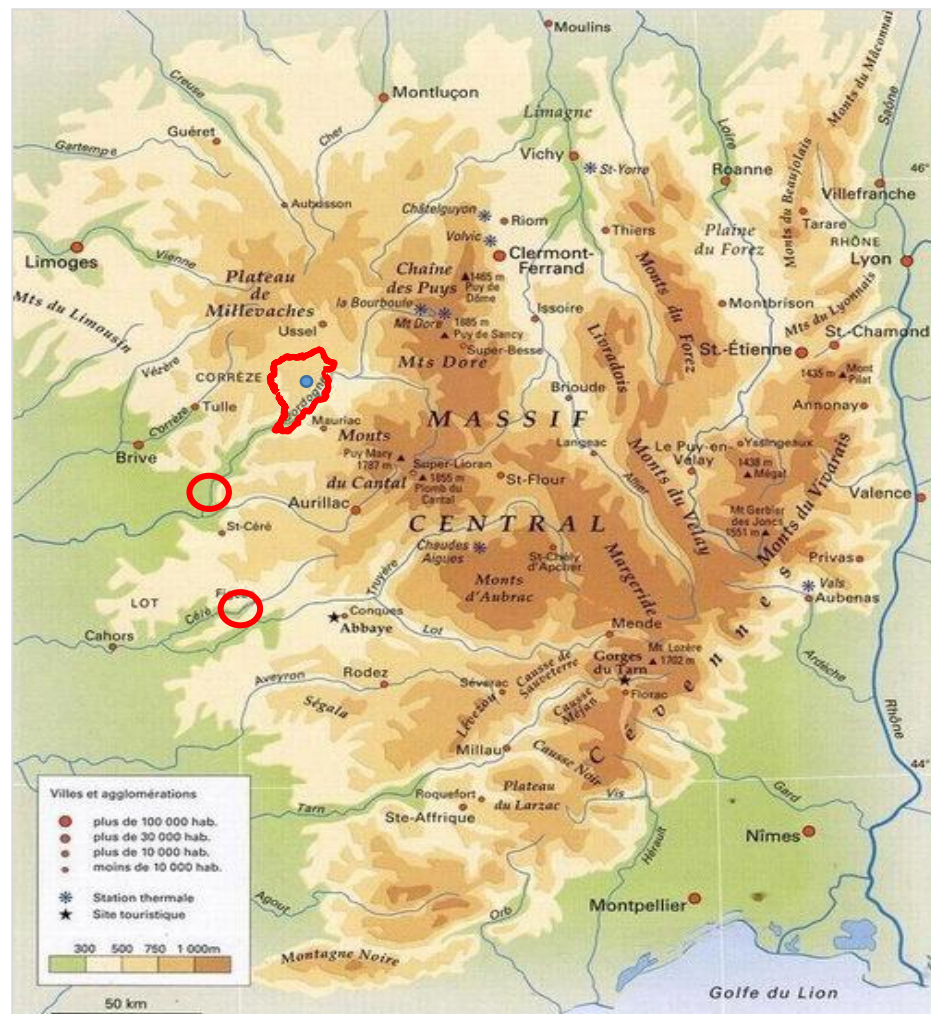 Moulins
Creuse
Montluçon
Monts du Mâconnais
Saône
Limagne
Guéret
Cher
Loire
Gartempe
Vichy
St-Yorre
Roanne
46°
Monts du Beaujolais
Villefranche
Aubusson
Châtelguyon
Riom
Tarare
Volvic
Thiers
Plaine
du Forez
RHÔNE
Limoges
Vienne
Clermont-
Ferrand
Lyon
Plateau
de
Millevaches
Chaîne
des Puys
1465 m
Puy de
Dôme
Monts du Forez
Mts du Limousin
la Bourboule
Issoire
Montbrison
Mts du Lyonnais
Ussel
Mt Dore
1885 m
Puy de Sancy
Super-Besse
Livradois
St.-Étienne
St.-Chamond
Vézère
Mts Dore
1435 m
Mont
Pilat
CORRÈZE
Brioude
Annonay
Corrèze
Tulle
Dordogne
Mauriac
MASSIF
Brive
Monts
Puy Mary
1787 m
Langeac
Le Puy-en-
Velay
Yssingeaux
1438 m
Mégal
Super-Lioran
1855 m
Plomb du
Cantal
du Cantal
St-Flour
Allier
Monts du Velay
Monts du Vivarais
Valence
Aurillac
Mt Gerbier
des Joncs
1551 m
St-Céré
CENTRAL
Chaudes
Aigues
St-Chély
d'Apcher
Margeride
Privas
Truyère
Monts
d'Aubrac
Vals
Aubenas
LOT
Célé
Conques
Abbaye
Cahors
Lot
Mende
Mt. Lozère
1702 m
Cévennes
Gorges
du Tarn
Ardèche
Aveyron
Rodez
Séverac
Causse de
Sauveterre
Florac
Ségala
Lévezou
Causse
Méjan
Rhône
Millau
Causse Noir
44°
Villes et agglomérations
plus de 100 000 hab.
plus de 30 000 hab.
plus de 10 000 hab.
moins de 10 000 hab.
Station thermale
Site touristique
300 500 750 1 000m
50 km
Tarn
Roquefort
Ste-Affrique
Plateau
du Larzac
Vis
Gard
Nîmes
Hérault
Agout
Orb
Montpellier
Montagne Noire
Golfe du Lion